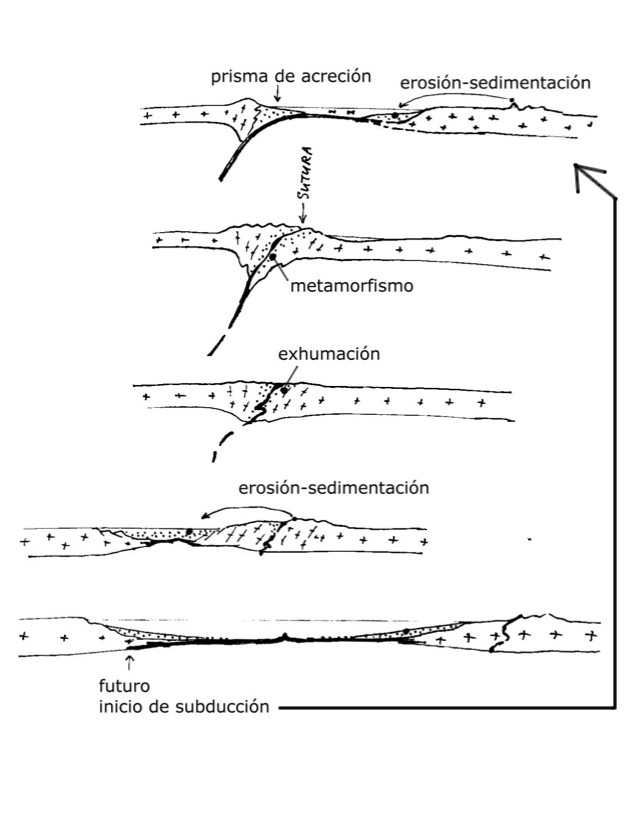 prisma de acreción
erosión-sedimentación
SUTURA
metamorfismo
exhumación
erosión-sedimentación
futuro
inicio de subducción